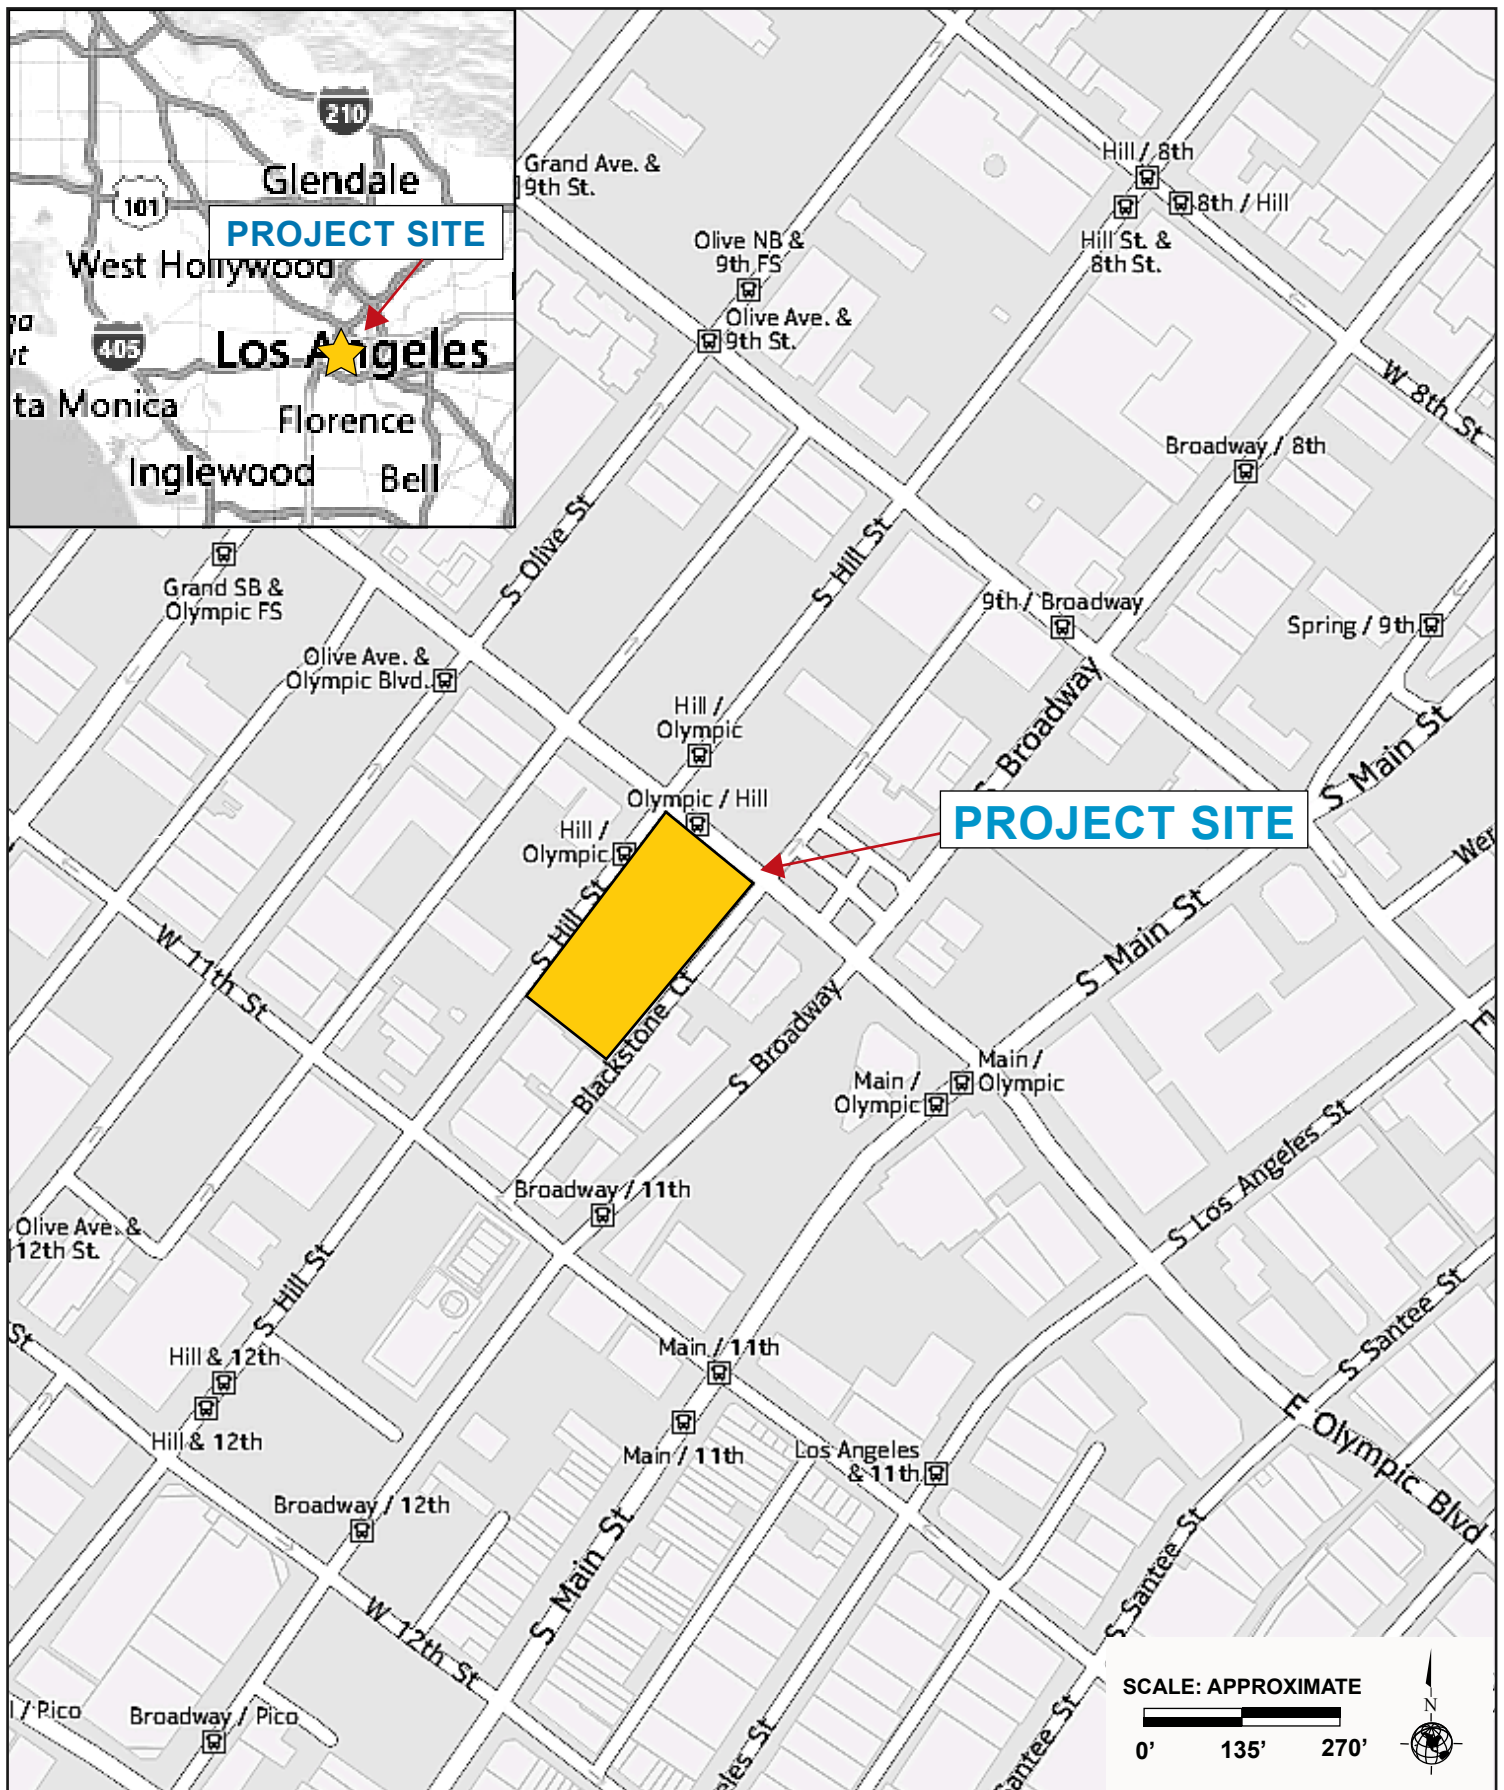 210
Glendale
101
PROJECT SITE
West Hollywood
405
Los Angeles
ta Monica
Florence
Inglewood
Bell
Grand Ave. &
9th St.
Hill / 8th
8th / Hill
Hill St. &
8th St.
Olive NB &
9th FS
Olive Ave. &
9th St.
W 8th St
Broadway / 8th
S Olive St
S Hill St
Grand SB &
Olympic FS
9th / Broadway
Spring / 9th
Olive Ave. &
Olympic Blvd.
Hill /
Olympic
S Broadway
S Main St
Olympic / Hill
PROJECT SITE
Hill /
Olympic
S Hill St
W 11th St
S Main St
Blackstone Ct
S Broadway
Main /
Olympic
Main /
Olympic
E
S Los Angeles St
Broadway / 11th
Olive Ave. &
12th St.
S Hill St
St
S Santee St
Main / 11th
Hill & 12th
Hill & 12th
Main / 11th
Los Angeles
& 11th
E Olympic Blvd
Broadway / 12th
S Main St
S Santee St
W 12th St
l / Pico
Broadway / Pico
eles St
antee St
SCALE: APPROXIMATE
0' 135' 270'
N